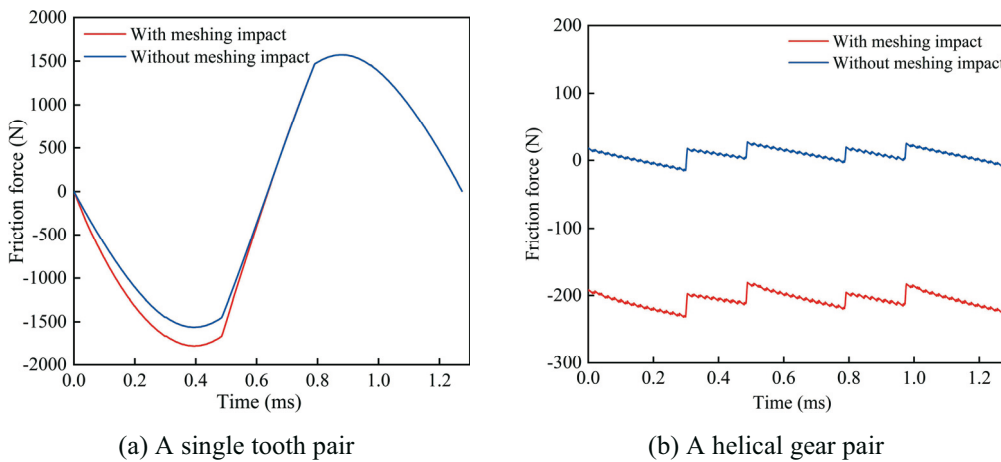 2000
1500
1000
500
0
-500
-1000
-1500
2000
Friction force (N)
With meshing impact
Without meshing impact
0.0 0.2 0.4 0.6 0.8 1.0 1.2
Time (ms)
(a) A single tooth pair
200
100
0
-100
-200
-300
Friction force (N)
With meshing impact
Without meshing impact
0.0 0.2 0.4 0.6 0.8 1.0 1.2
Time (ms)
(b) A helical gear pair